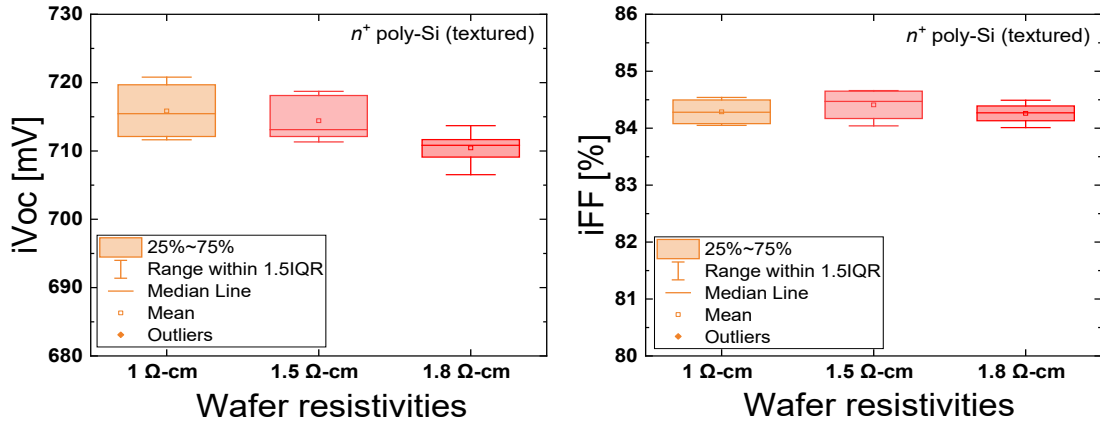 n⁺ poly-Si (textured)
iVoc [mV]
720
710
700
690
680
25%~75%
Range within 1.5IQR
Median Line
Mean
Outliers
1 Ω-cm 1.5 Ω-cm 1.8 Ω-cm
Wafer resistivities
n⁺ poly-Si (textured)
iFF [%]
86
85
84
83
82
81
80
25%~75%
Range within 1.5IQR
Median Line
Mean
Outliers
1 Ω-cm 1.5 Ω-cm 1.8 Ω-cm
Wafer resistivities